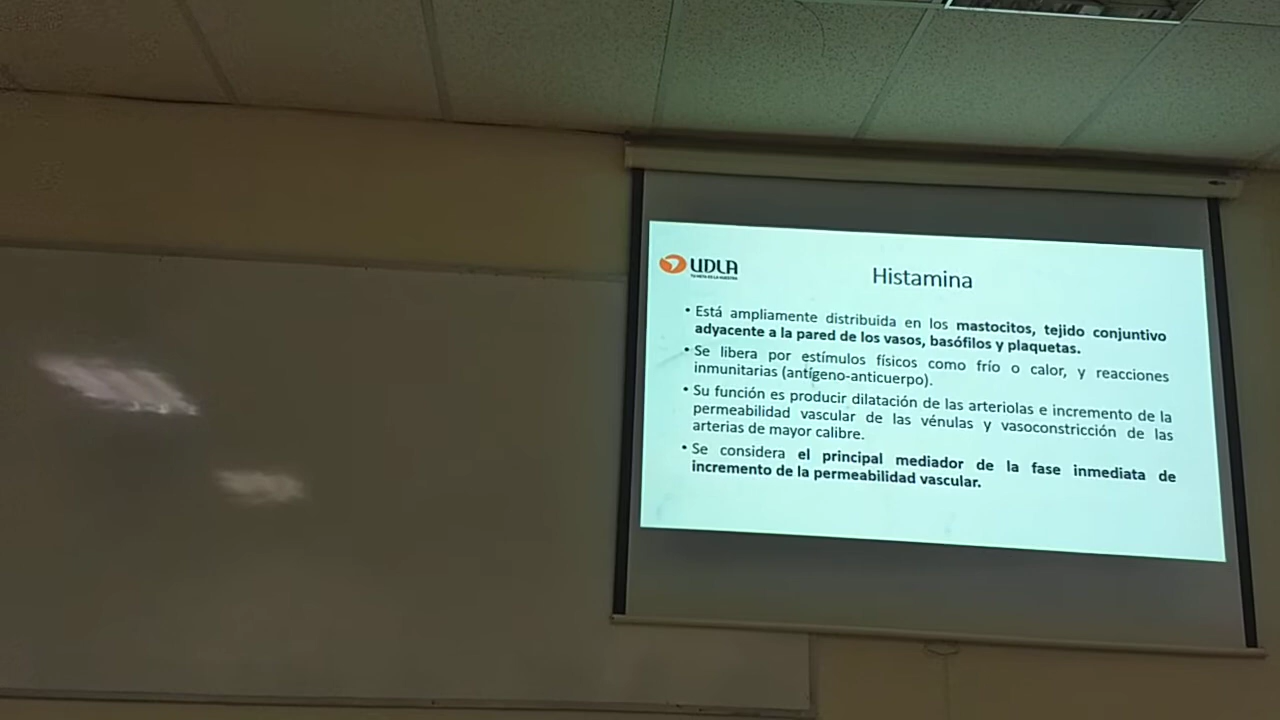 UDLA
Histamina
• Está ampliamente distribuida en los mastocitos, tejido conjuntivo
adyacente a la pared de los vasos, basófilos y plaquetas.
• Se libera por estímulos físicos como frío o calor, y reacciones
inmunitarias (antígeno-anticuerpo).
• Su función es producir dilatación de las arteriolas e incremento de la
permeabilidad vascular de las vénulas y vasoconstricción de las
arterias de mayor calibre.
• Se considera el principal mediador de la fase inmediata de
incremento de la permeabilidad vascular.